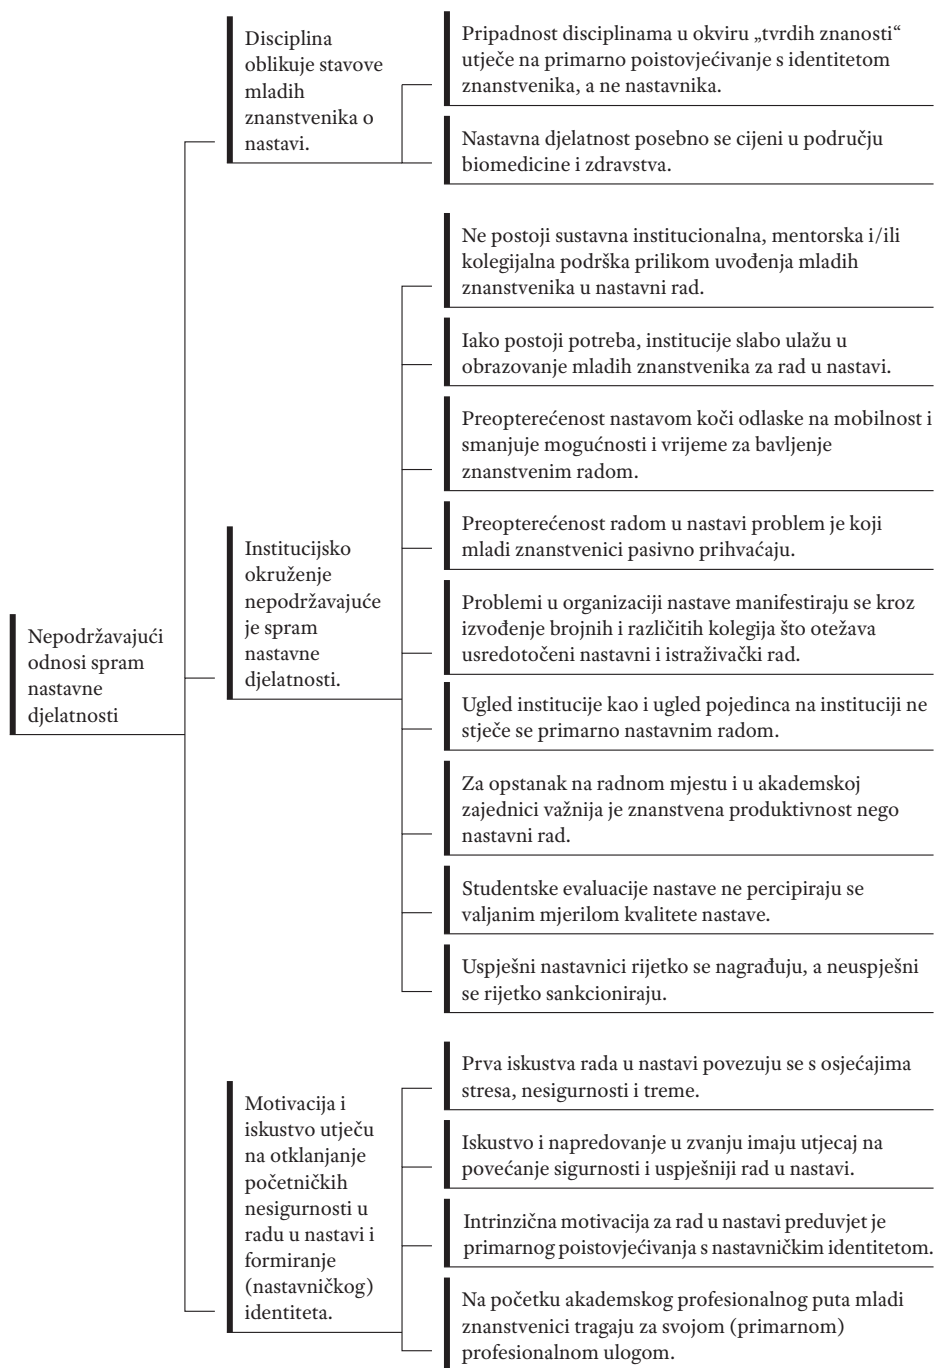 Nepodržavajući
odnosi spram
nastavne
djelatnosti
Disciplina
oblikuje stavove
mladih
znanstvenika o
nastavi.
Pripadnost disciplinama u okviru „tvrdih znanosti“
utječe na primarno poistovjećivanje s identitetom
znanstvenika, a ne nastavnika.
Nastavna djelatnost posebno se cijeni u području
biomedicine i zdravstva.
Institucijsko
okruženje
nepodržavajuće
je spram
nastavne
djelatnosti.
Ne postoji sustavna institucionalna, mentorska i/ili
kolegijalna podrška prilikom uvođenja mladih
znanstvenika u nastavni rad.
Iako postoji potreba, institucije slabo ulažu u
obrazovanje mladih znanstvenika za rad u nastavi.
Preopterećenost nastavom koči odlaske na mobilnost i
smanjuje mogućnosti i vrijeme za bavljenje
znanstvenim radom.
Preopterećenost radom u nastavi problem je koji
mladi znanstvenici pasivno prihvaćaju.
Problemi u organizaciji nastave manifestiraju se kroz
izvođenje brojnih i različitih kolegija što otežava
usredotočeni nastavni i istraživački rad.
Ugled institucije kao i ugled pojedinca na instituciji ne
stječe se primarno nastavnim radom.
Za opstanak na radnom mjestu i u akademskoj
zajednici važnija je znanstvena produktivnost nego
nastavni rad.
Studentske evaluacije nastave ne percipiraju se
valjanim mjerilom kvalitete nastave.
Uspješni nastavnici rijetko se nagrađuju, a neuspješni
se rijetko sankcioniraju.
Motivacija i
iskustvo utječu
na otklanjanje
početničkih
nesigurnosti u
radu u nastavi i
formiranje
(nastavničkog)
identiteta.
Prva iskustva rada u nastavi povezuju se s osjećajima
stresa, nesigurnosti i treme.
Iskustvo i napredovanje u zvanju imaju utjecaj na
povećanje sigurnosti i uspješniji rad u nastavi.
Intrinzična motivacija za rad u nastavi preduvjet je
primarnog poistovjećivanja s nastavničkim identitetom.
Na početku akademskog profesionalnog puta mladi
znanstvenici tragaju za svojom (primarnom)
profesionalnom ulogom.